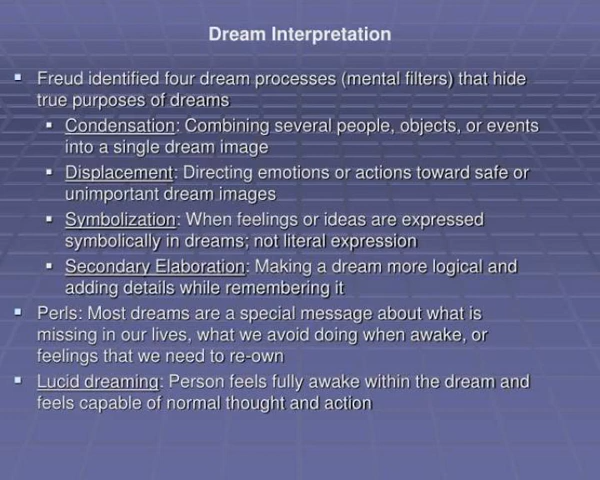 Dream Interpretation
Freud identified four dream processes (mental filters) that hide
true purposes of dreams
Condensation: Combining several people, objects, or events
into a single dream image
Displacement: Directing emotions or actions toward safe or
unimportant dream images
Symbolization: When feelings or ideas are expressed
symbolically in dreams; not literal expression
Secondary Elaboration: Making a dream more logical and
adding details while remembering it
Perls: Most dreams are a special message about what is
missing in our lives, what we avoid doing when awake, or
feelings that we need to re-own
Lucid dreaming: Person feels fully awake within the dream and
feels capable of normal thought and action